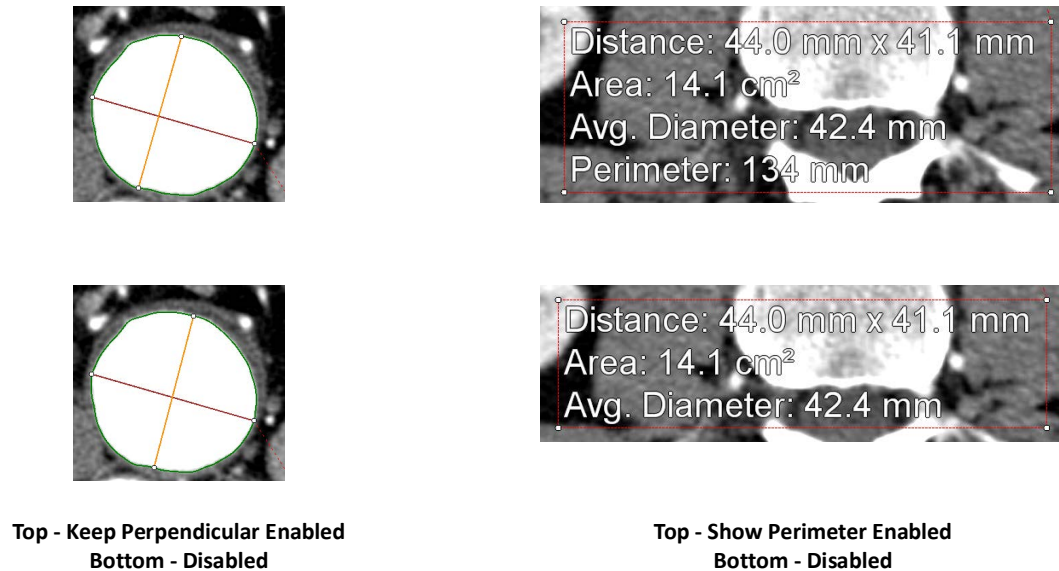 Distance: 44.0 mm x 41.1 mm
Area: 14.1 cm²
Avg. Diameter: 42.4 mm
Perimeter: 134 mm
Distance: 44.0 mm x 41.1 mm
Area: 14.1 cm²
Avg. Diameter: 42.4 mm
Top - Keep Perpendicular Enabled
Bottom - Disabled
Top - Show Perimeter Enabled
Bottom - Disabled